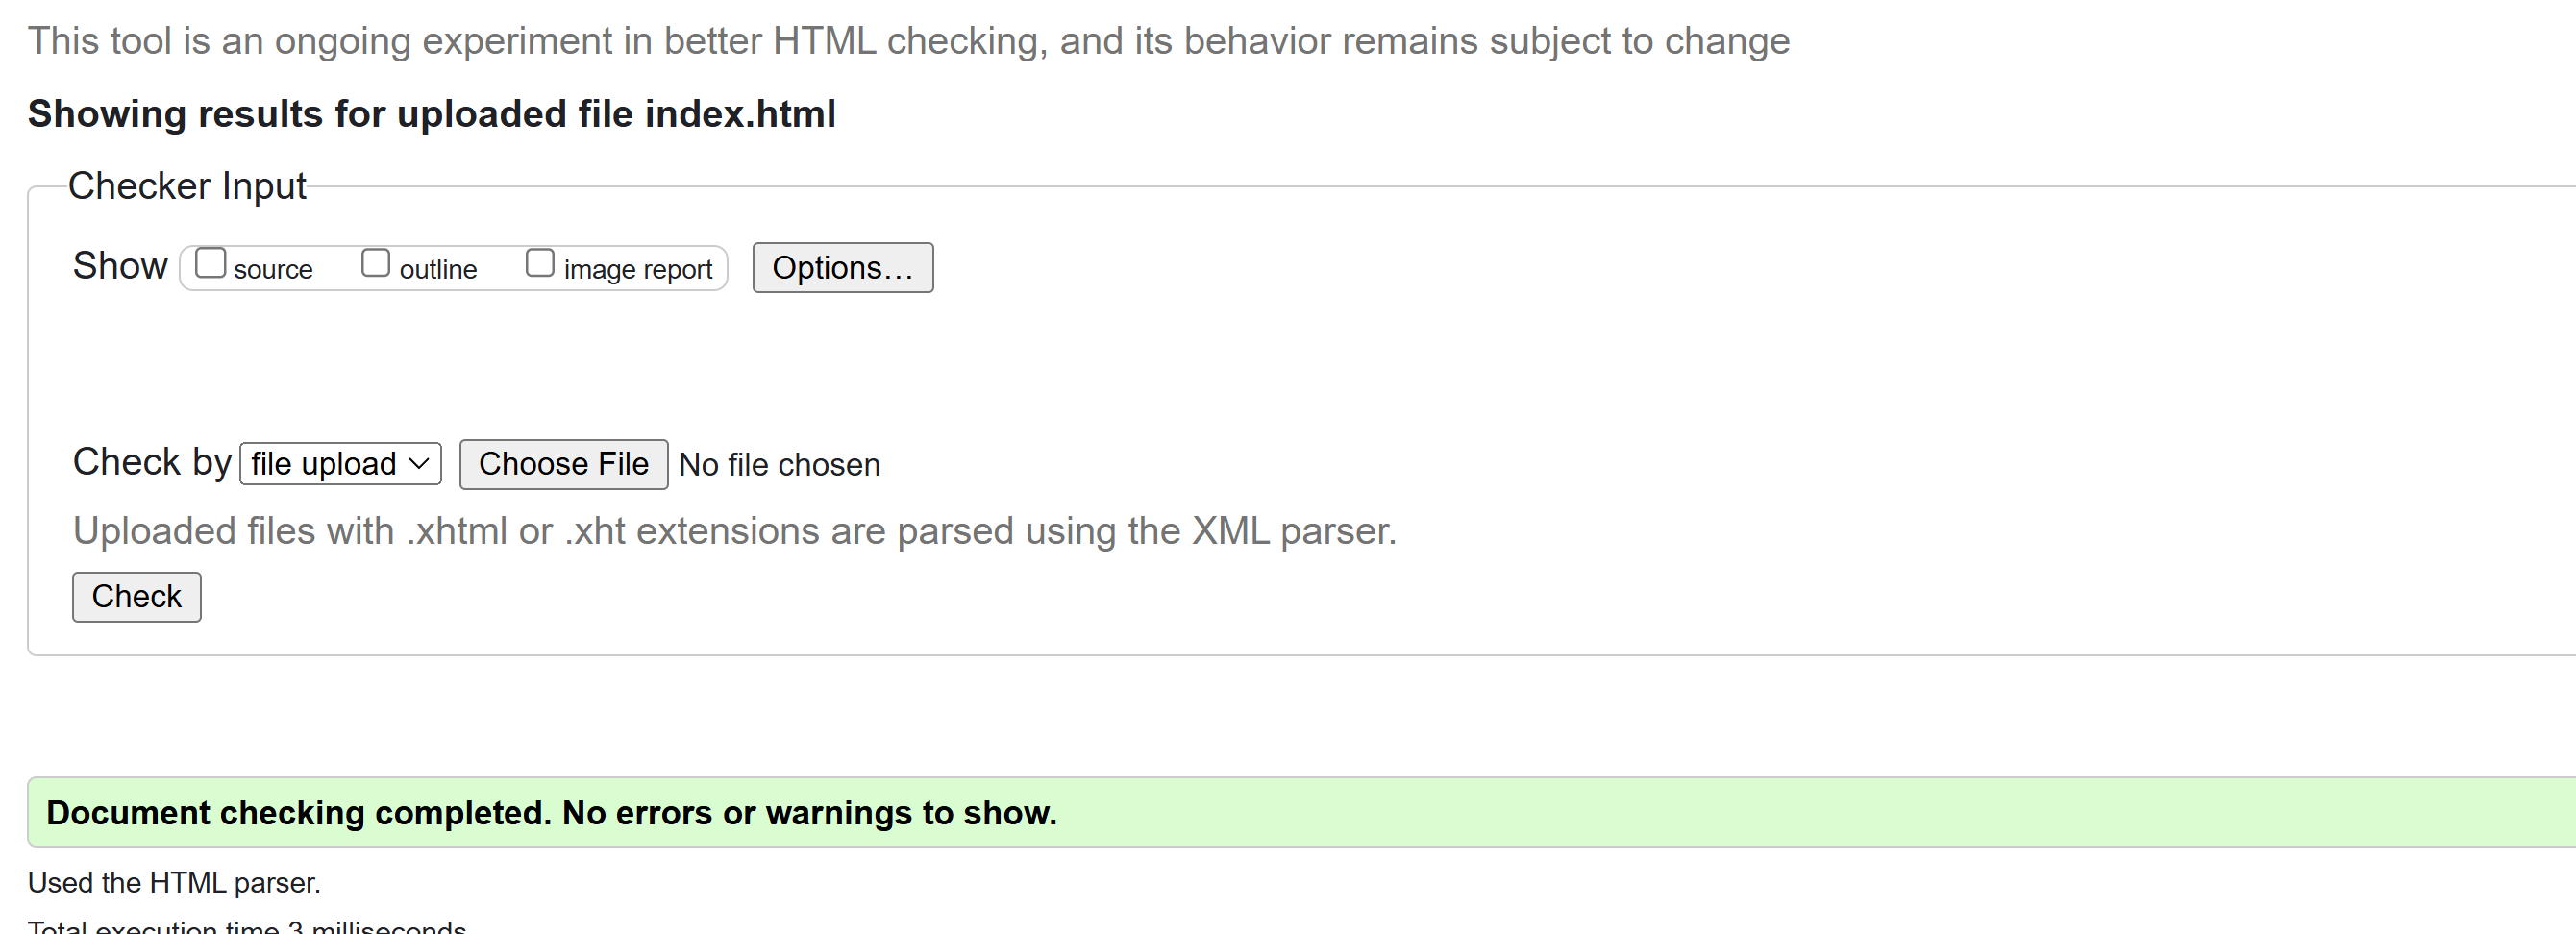 This tool is an ongoing experiment in better HTML checking, and its behavior remains subject to change
Showing results for uploaded file index.html
Checker Input
Show source outline image report Options…
Check by file upload Choose File No file chosen
Uploaded files with .xhtml or .xht extensions are parsed using the XML parser.
Check
Document checking completed. No errors or warnings to show.
Used the HTML parser.
Total execution time 3 milliseconds